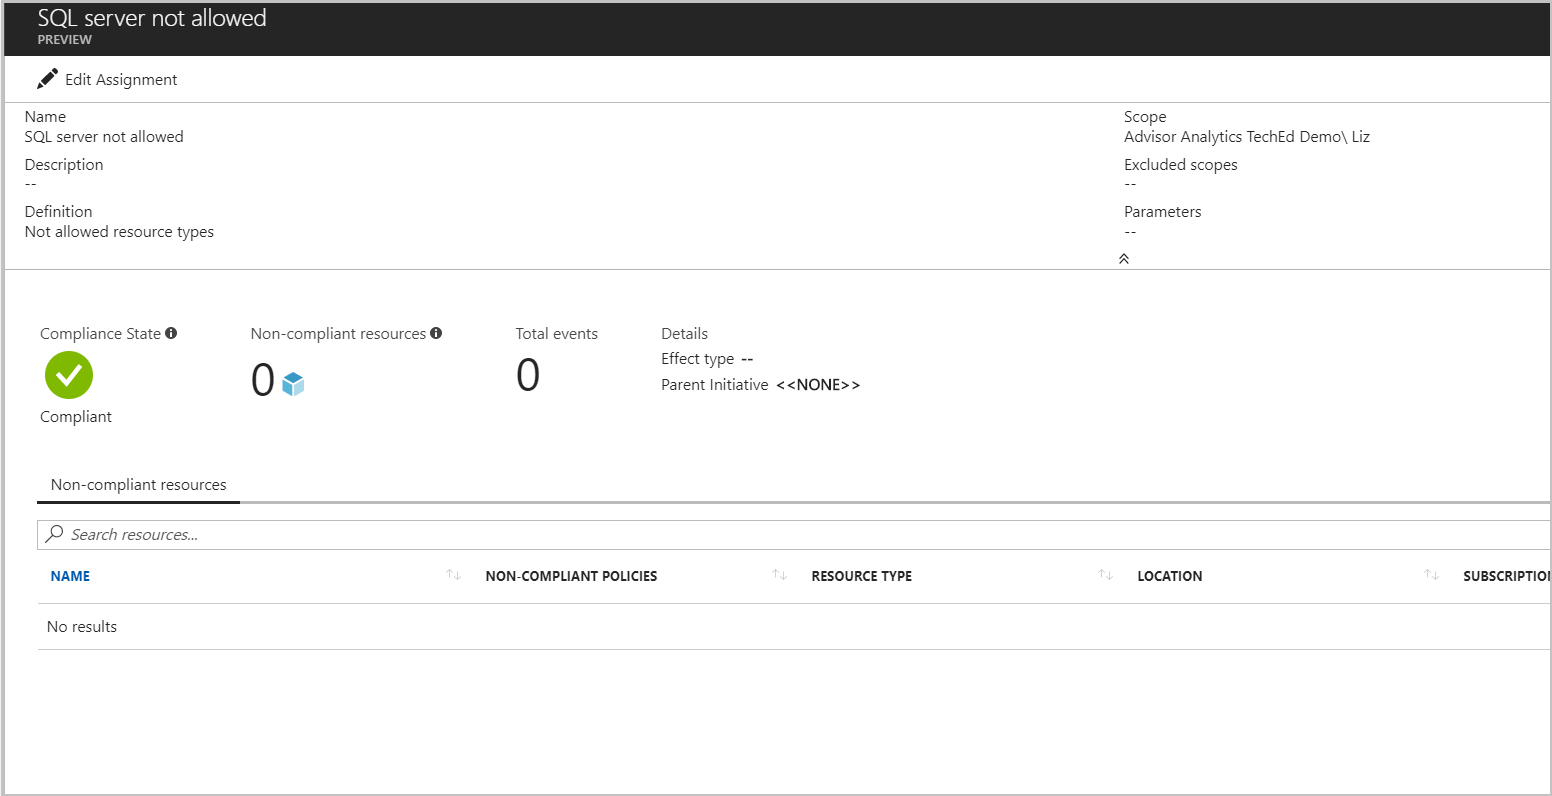 SQL server not allowed
PREVIEW
Edit Assignment
Name
SQL server not allowed
Description
--
Definition
Not allowed resource types
Scope
Advisor Analytics TechEd Demo\ Liz
Excluded scopes
--
Parameters
--
Compliance State
Compliant
Non-compliant resources
0
Total events
0
Details
Effect type --
Parent Initiative <<NONE>>
Non-compliant resources
Search resources...
NAME NON-COMPLIANT POLICIES RESOURCE TYPE LOCATION SUBSCRIPTION
No results